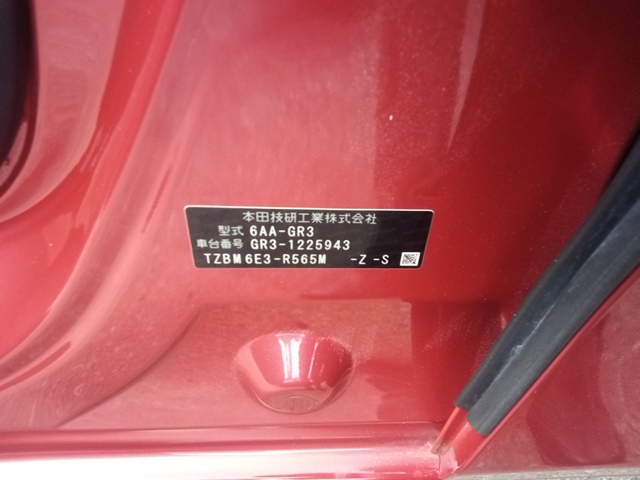 本田技研工業株式会社
型式 6AA-GR3
車台番号 GR3-1225943
TZBM6E3-R565M -Z -S